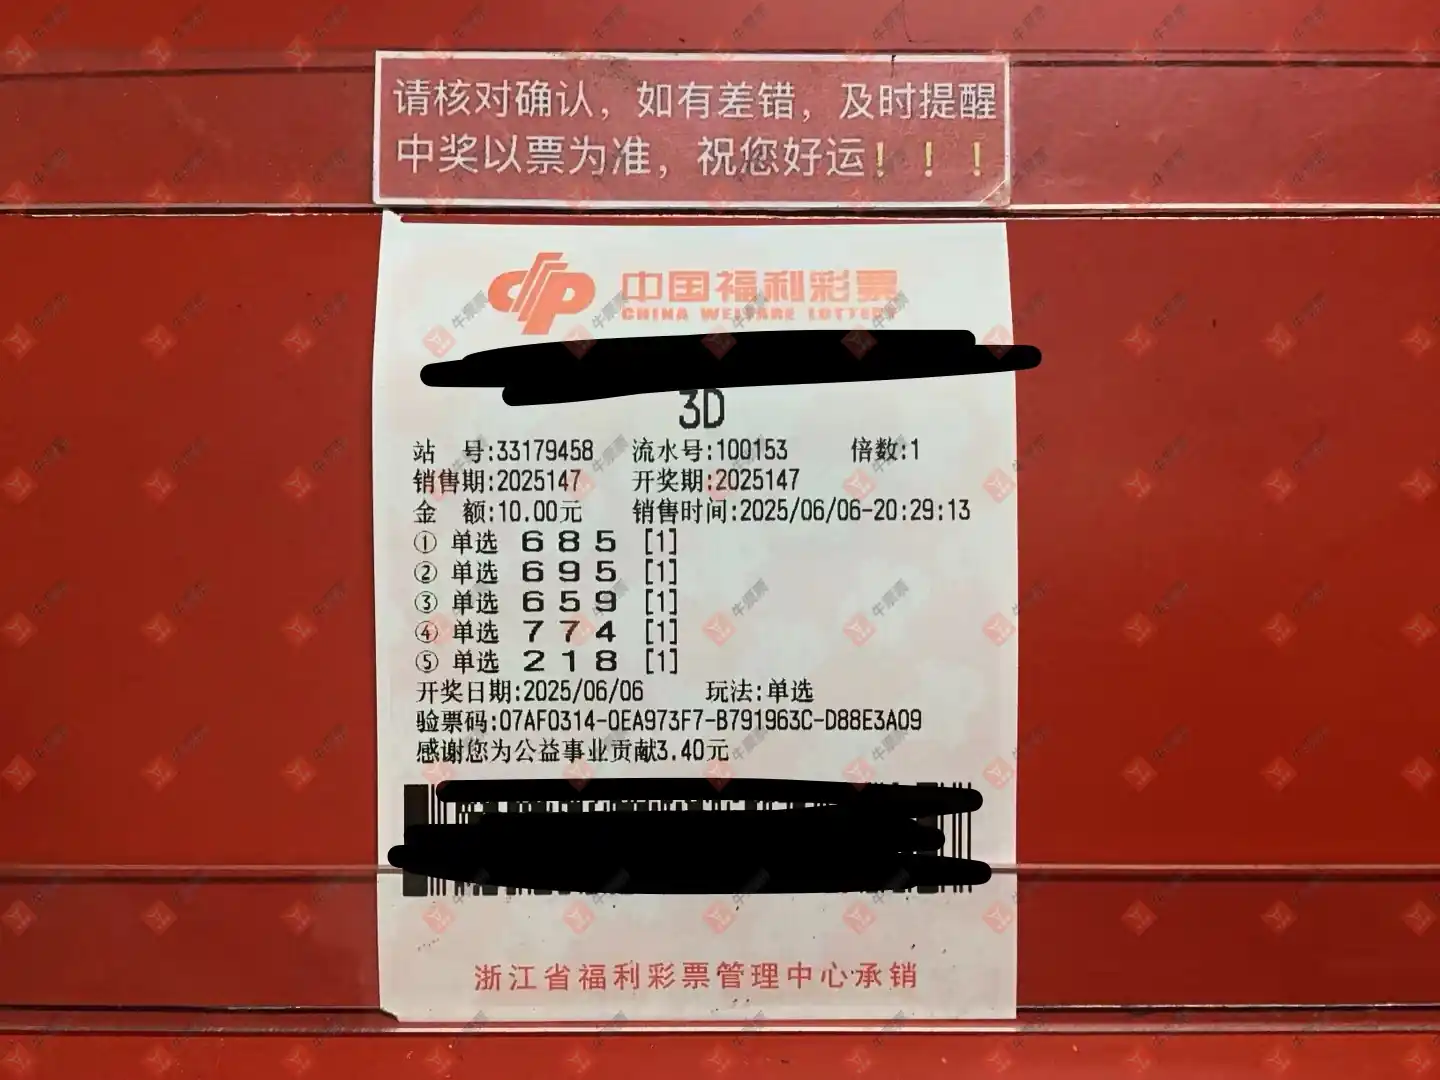 请核对确认，如有差错，及时提醒
中奖以票为准，祝您好运！！！
中国福利彩票
CHINA WELFARE LOTTERY
3D
站 号:33179458 流水号:100153 倍数:1
销售期:2025147 开奖期:2025147
金 额:10.00元 销售时间:2025/06/06-20:29:13
① 单选 6 8 5 [1]
② 单选 6 9 5 [1]
③ 单选 6 5 9 [1]
④ 单选 7 7 4 [1]
⑤ 单选 2 1 8 [1]
开奖日期:2025/06/06 玩法:单选
验票码:07AF0314-0EA973F7-B791963C-D88E3A09
感谢您为公益事业贡献3.40元
浙江省福利彩票管理中心承销
牛票票